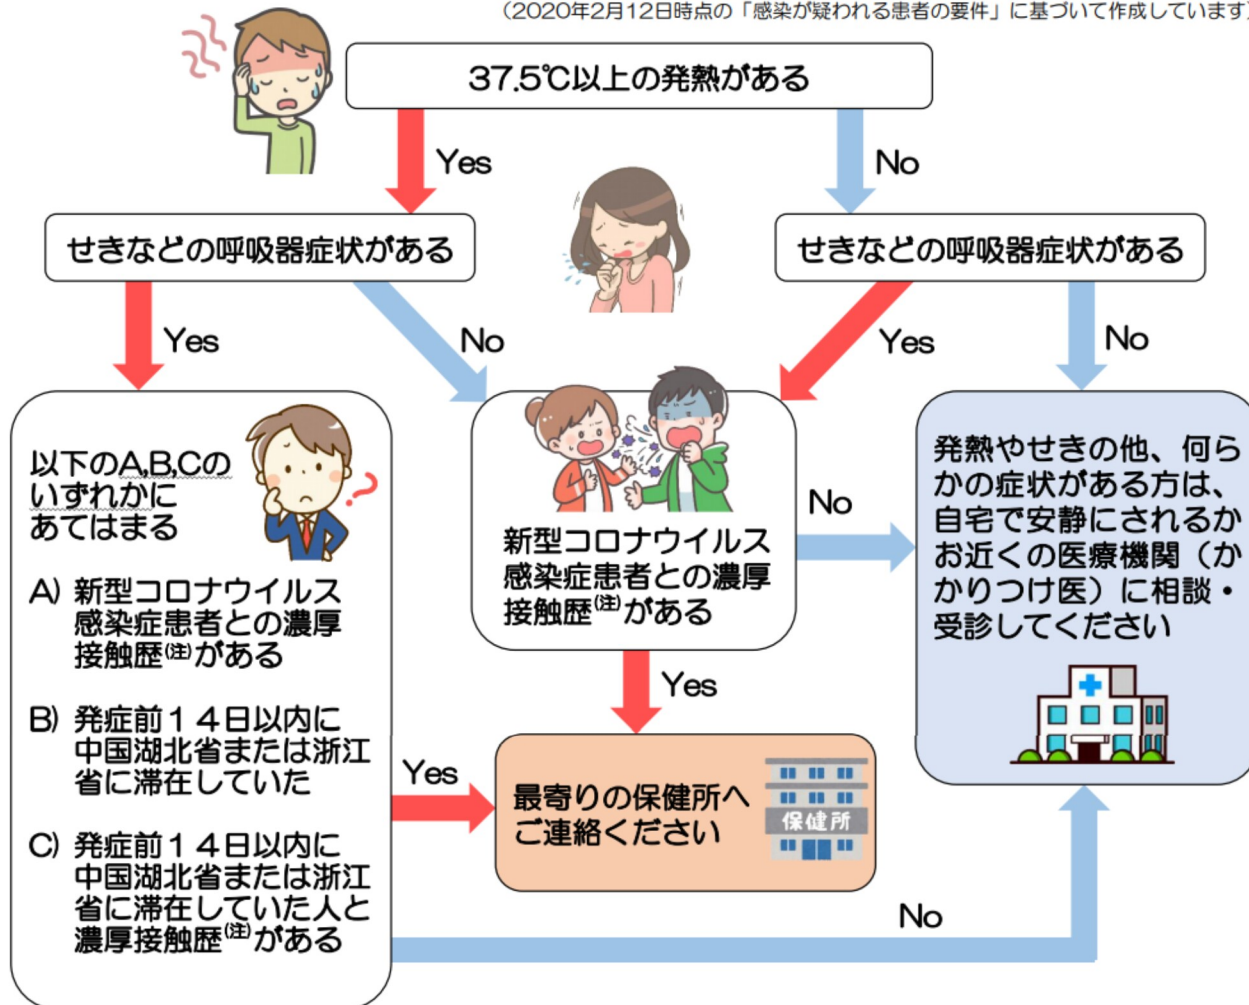 （2020年2月12日時点の「感染が疑われる患者の要件」に基づいて作成しています）
37.5℃以上の発熱がある
Yes
No
せきなどの呼吸器症状がある
せきなどの呼吸器症状がある
Yes
No
Yes
No
以下のA,B,Cの
いずれかに
あてはまる
A) 新型コロナウイルス
感染症患者との濃厚
接触歴(注)がある
B) 発症前１４日以内に
中国湖北省または浙江
省に滞在していた
C) 発症前１４日以内に
中国湖北省または浙江
省に滞在していた人と
濃厚接触歴(注)がある
新型コロナウイルス
感染症患者との濃厚
接触歴(注)がある
No
Yes
発熱やせきの他、何ら
かの症状がある方は、
自宅で安静にされるか
お近くの医療機関（か
かりつけ医）に相談・
受診してください
Yes
最寄りの保健所へ
ご連絡ください
保健所
No